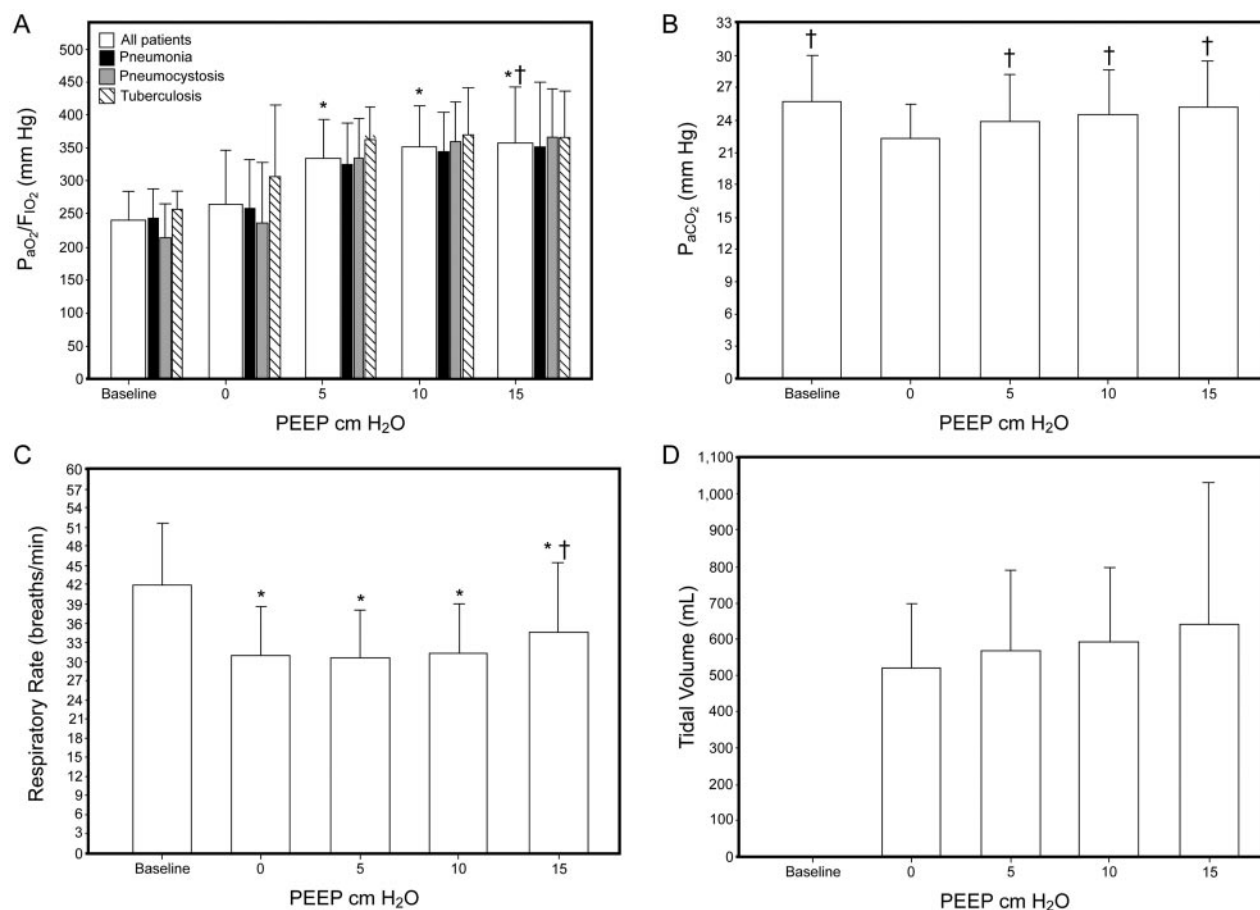 A
All patients
Pneumonia
Pneumocystosis
Tuberculosis
500
450
400
350
300
250
200
150
100
50
0
PaO2/FIO2 (mm Hg)
* * *†
Baseline 0 5 10 15
PEEP cm H2O
B
33
30
27
24
21
18
15
12
9
6
3
0
PaCO2 (mm Hg)
† † † †
Baseline 0 5 10 15
PEEP cm H2O
C
60
57
54
51
48
45
42
39
36
33
30
27
24
21
18
15
12
9
6
3
0
Respiratory Rate (breaths/min)
* * * *†
Baseline 0 5 10 15
PEEP cm H2O
D
1,100
1,000
900
800
700
600
500
400
300
200
100
0
Tidal Volume (mL)
Baseline 0 5 10 15
PEEP cm H2O